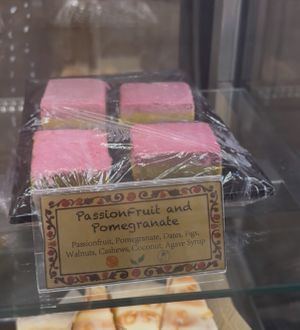 Passionfruit and
Pomegranate
Passionfruit, Pomegranate, Dates, Figs,
Walnuts, Cashews, Coconut, Agave Syrup